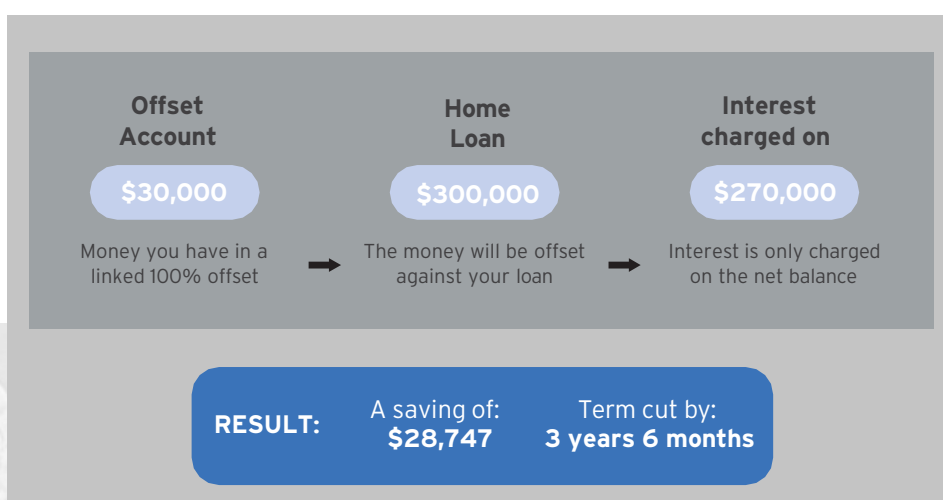 Offset
Account
$30,000
Money you have in a
linked 100% offset
Home
Loan
$300,000
The money will be offset
against your loan
Interest
charged on
$270,000
Interest is only charged
on the net balance
RESULT:
A saving of:
$28,747
Term cut by:
3 years 6 months